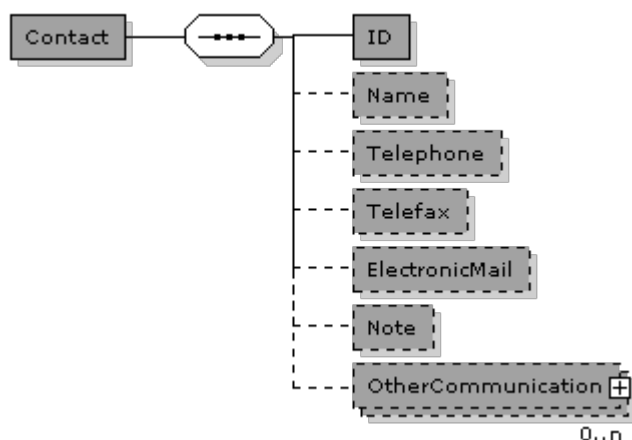 Contact
ID
Name
Telephone
Telefax
ElectronicMail
Note
OtherCommunication
0..n